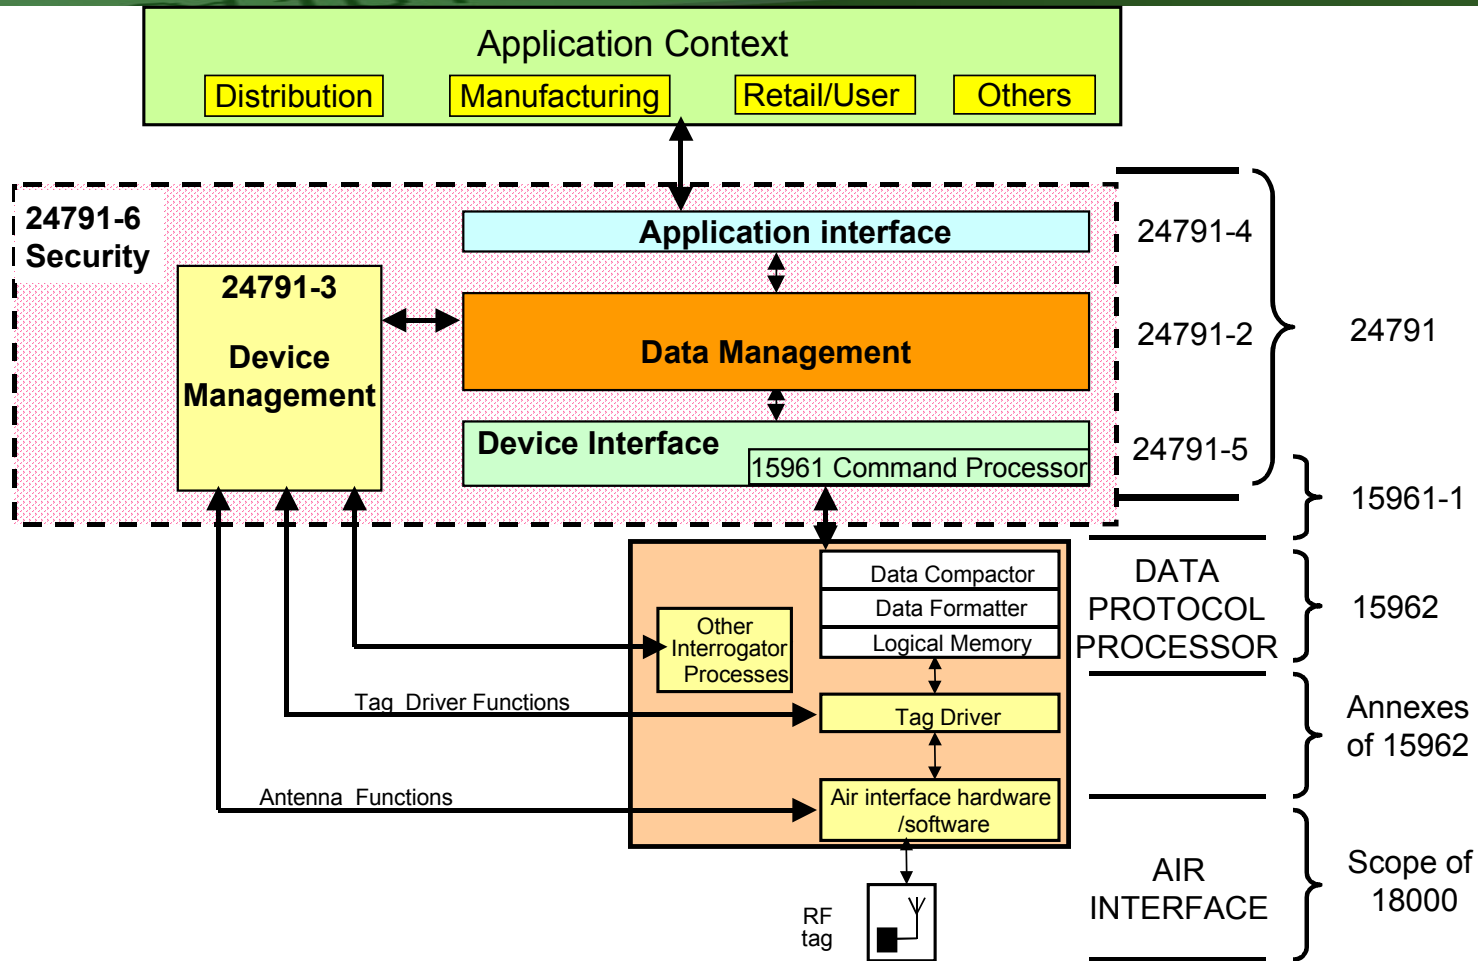 Application Context
Distribution
Manufacturing
Retail/User
Others
24791-6
Security
Application interface
24791-4
24791-3
Device
Management
Data Management
24791-2
24791
Device Interface
15961 Command Processor
24791-5
15961-1
Data Compactor
Data Formatter
Logical Memory
DATA
PROTOCOL
PROCESSOR
15962
Other
Interrogator
Processes
Tag Driver Functions
Tag Driver
Annexes
of 15962
Antenna Functions
Air interface hardware
/software
AIR
INTERFACE
Scope of
18000
RF
tag